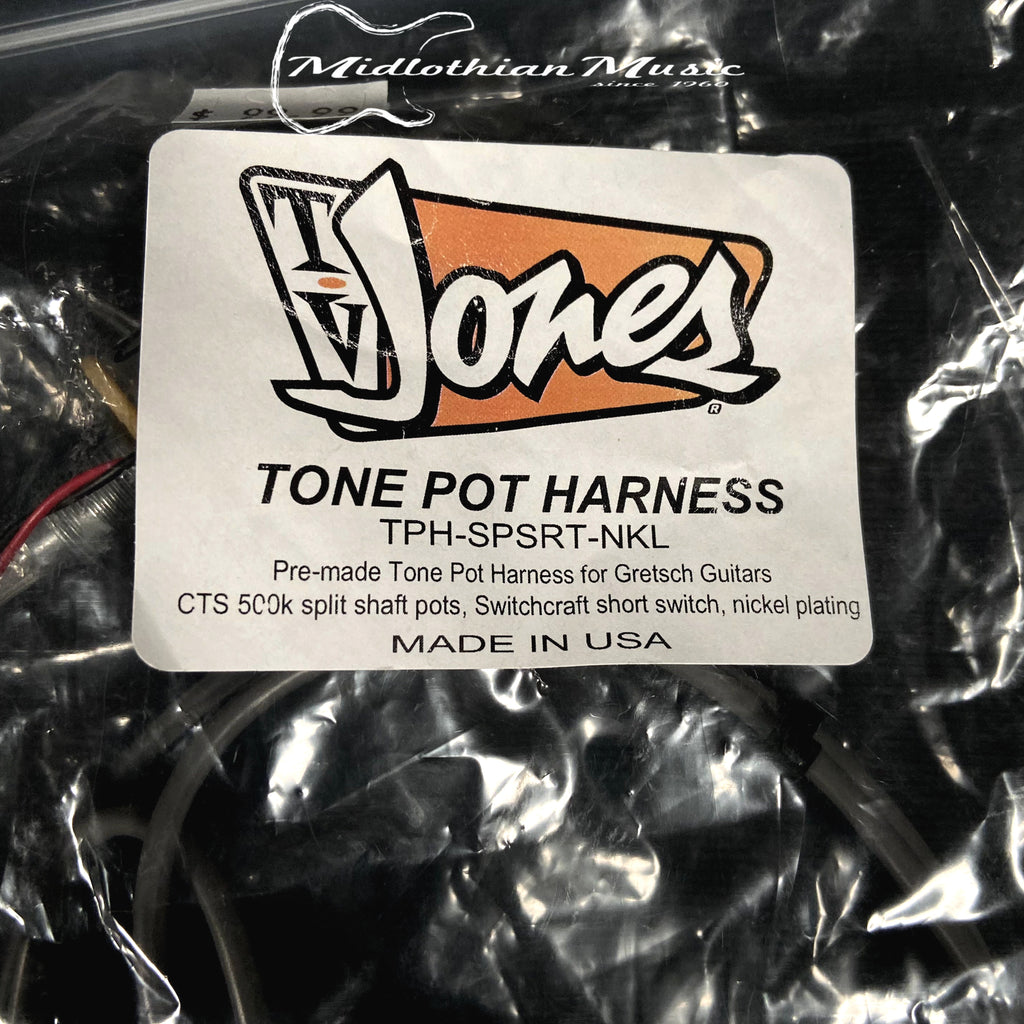 Midlothian Music
since 1960
TV Jones
®
TONE POT HARNESS
TPH-SPSRT-NKL
Pre-made Tone Pot Harness for Gretsch Guitars
CTS 500k split shaft pots, Switchcraft short switch, nickel plating
MADE IN USA